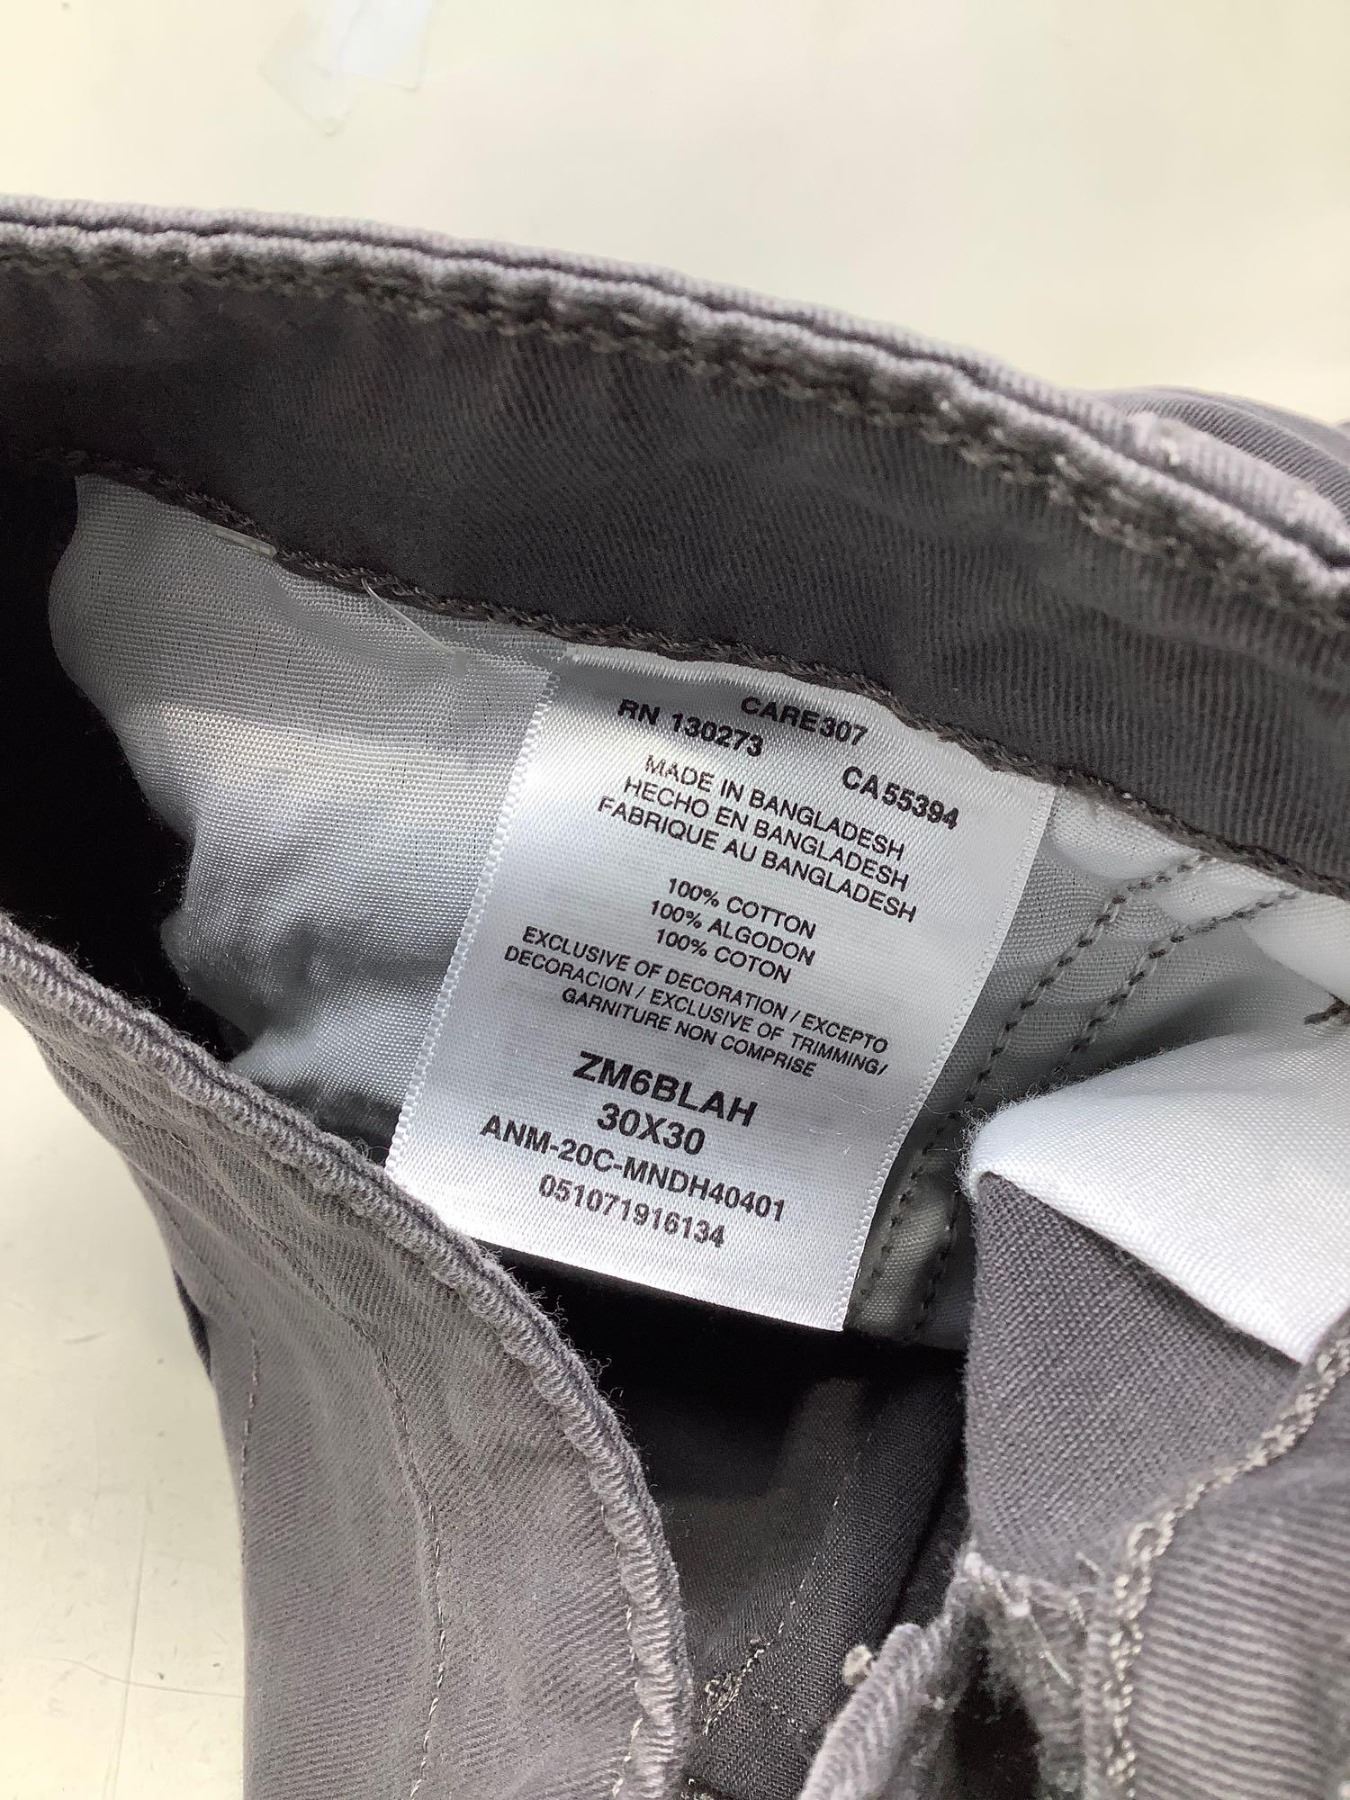 CARE307
RN 130273 CA55394
MADE IN BANGLADESH
HECHO EN BANGLADESH
FABRIQUE AU BANGLADESH
100% COTTON
100% ALGODON
100% COTON
EXCLUSIVE OF DECORATION / EXCEPTO
DECORACION / EXCLUSIVE OF TRIMMING/
GARNITURE NON COMPRISE
ZM6BLAH
30X30
ANM-20C-MNDH40401
051071916134